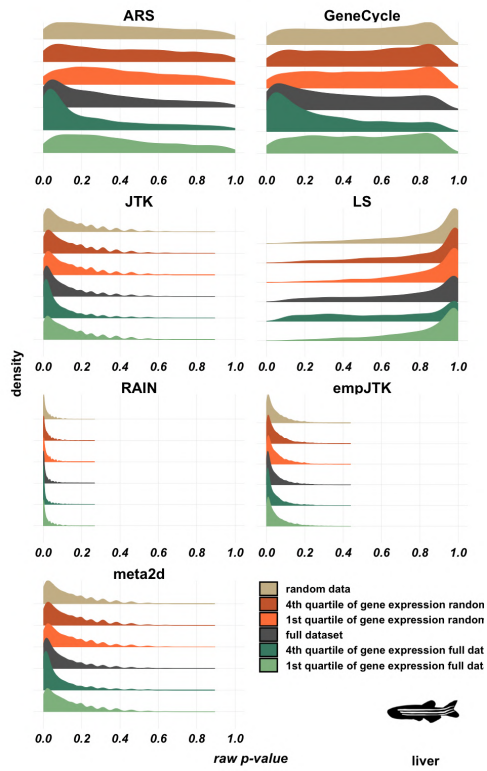 ARS GeneCycle
0.0 0.2 0.4 0.6 0.8 1.0 0.0 0.2 0.4 0.6 0.8 1.0
JTK LS
0.0 0.2 0.4 0.6 0.8 1.0 0.0 0.2 0.4 0.6 0.8 1.0
density
RAIN empJTK
0.0 0.2 0.4 0.6 0.8 1.0 0.0 0.2 0.4 0.6 0.8 1.0
meta2d
0.0 0.2 0.4 0.6 0.8 1.0
raw p-value
random data
4th quartile of gene expression random
1st quartile of gene expression random
full dataset
4th quartile of gene expression full dat
1st quartile of gene expression full dat
liver